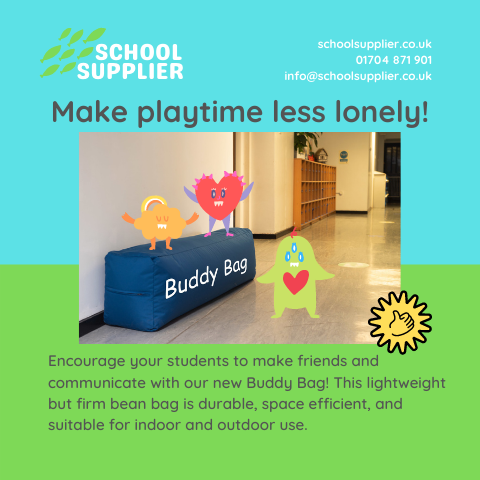 SCHOOL
SUPPLIER
schoolsupplier.co.uk
01704 871 901
info@schoolsupplier.co.uk
Make playtime less lonely!
Buddy Bag
Encourage your students to make friends and
communicate with our new Buddy Bag! This lightweight
but firm bean bag is durable, space efficient, and
suitable for indoor and outdoor use.